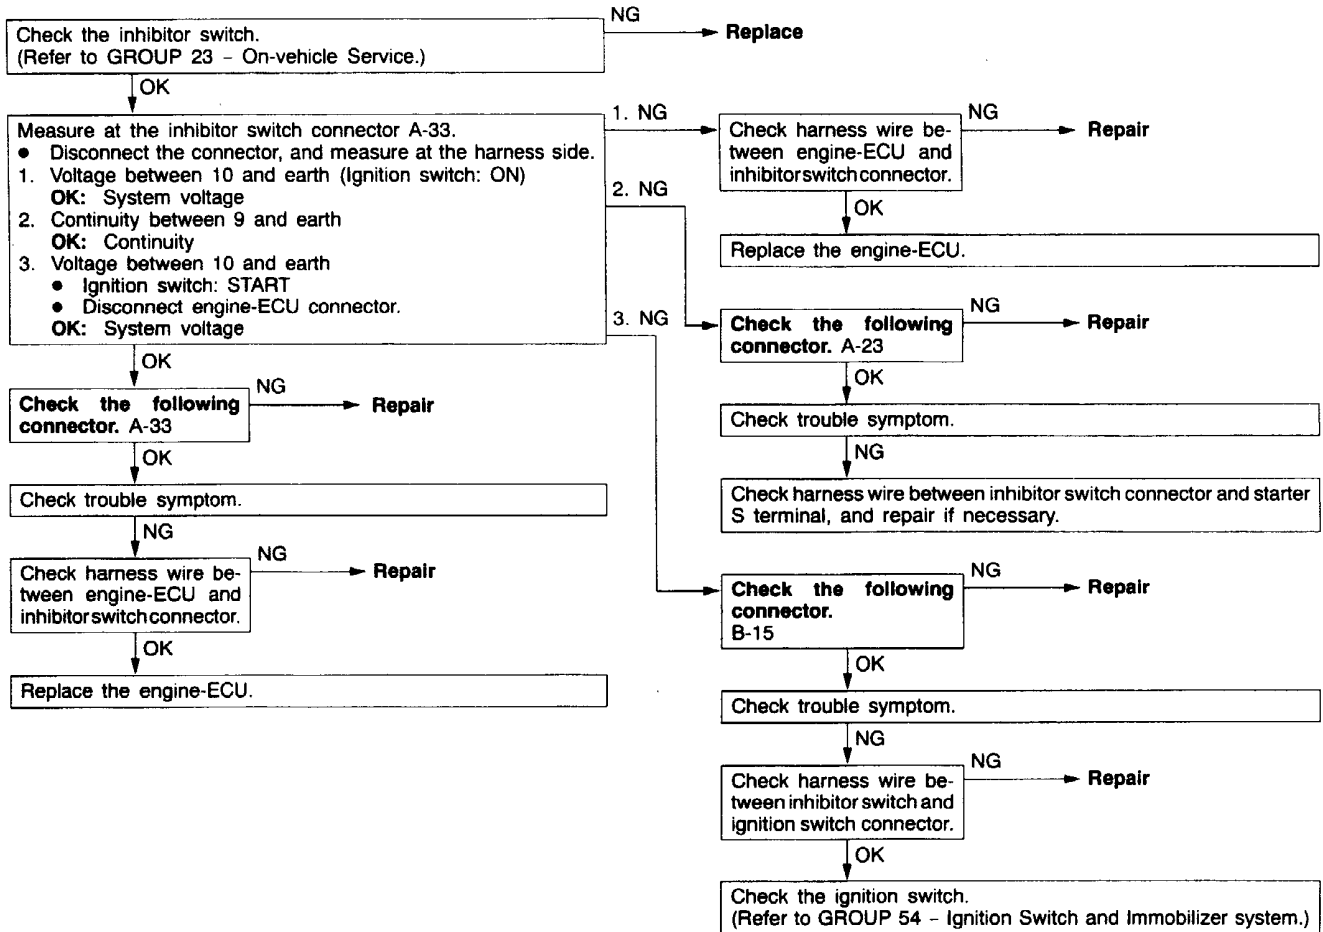 Check the inhibitor switch.
(Refer to GROUP 23 – On-vehicle Service.)
NG
Replace
OK
Measure at the inhibitor switch connector A-33.
● Disconnect the connector, and measure at the harness side.
1. Voltage between 10 and earth (Ignition switch: ON)
OK: System voltage
2. Continuity between 9 and earth
OK: Continuity
3. Voltage between 10 and earth
● Ignition switch: START
● Disconnect engine-ECU connector.
OK: System voltage
OK
Check the following
connector. A-33
NG
Repair
OK
Check trouble symptom.
NG
Check harness wire be-
tween engine-ECU and
inhibitor switch connector.
NG
Repair
OK
Replace the engine-ECU.
1. NG
Check harness wire be-
tween engine-ECU and
inhibitor switch connector.
NG
Repair
OK
Replace the engine-ECU.
2. NG
Check the following
connector. A-23
NG
Repair
OK
Check trouble symptom.
NG
Check harness wire between inhibitor switch connector and starter
S terminal, and repair if necessary.
3. NG
Check the following
connector.
B-15
NG
Repair
OK
Check trouble symptom.
NG
Check harness wire be-
tween inhibitor switch and
ignition switch connector.
NG
Repair
OK
Check the ignition switch.
(Refer to GROUP 54 – Ignition Switch and Immobilizer system.)